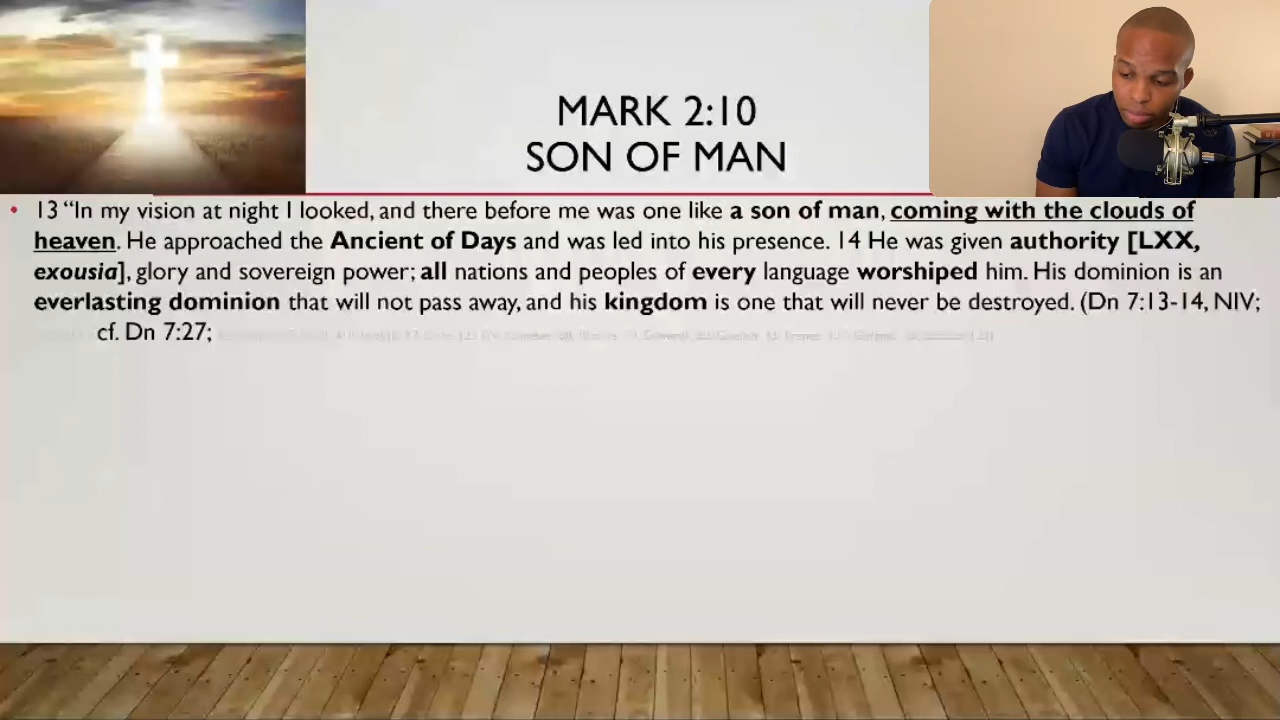 MARK 2:10
SON OF MAN
• 13 “In my vision at night I looked, and there before me was one like a son of man, coming with the clouds of
heaven. He approached the Ancient of Days and was led into his presence. 14 He was given authority [LXX,
exousia], glory and sovereign power; all nations and peoples of every language worshiped him. His dominion is an
everlasting dominion that will not pass away, and his kingdom is one that will never be destroyed. (Dn 7:13-14, NIV;
cf. Dn 7:27;